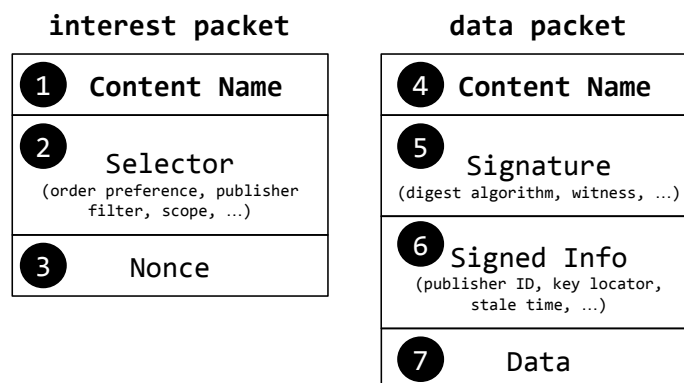 interest packet
1 Content Name
2
Selector
(order preference, publisher
filter, scope, ...)
3 Nonce
data packet
4 Content Name
5
Signature
(digest algorithm, witness, ...)
6
Signed Info
(publisher ID, key locator,
stale time, ...)
7 Data